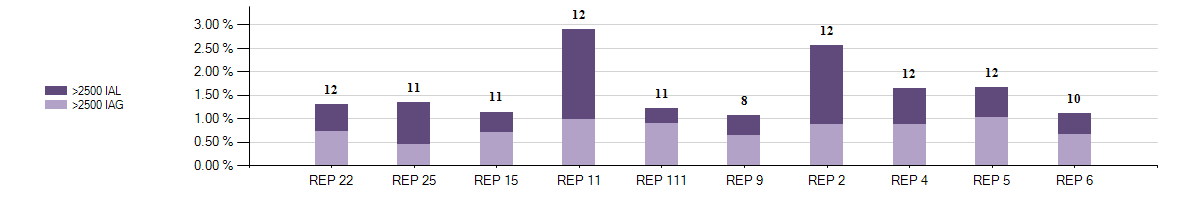 >2500 IAL
>2500 IAG
3.00 %
2.50 %
2.00 %
1.50 %
1.00 %
0.50 %
0.00 %
12
11
11
12
11
8
12
12
12
10
REP 22
REP 25
REP 15
REP 11
REP 111
REP 9
REP 2
REP 4
REP 5
REP 6